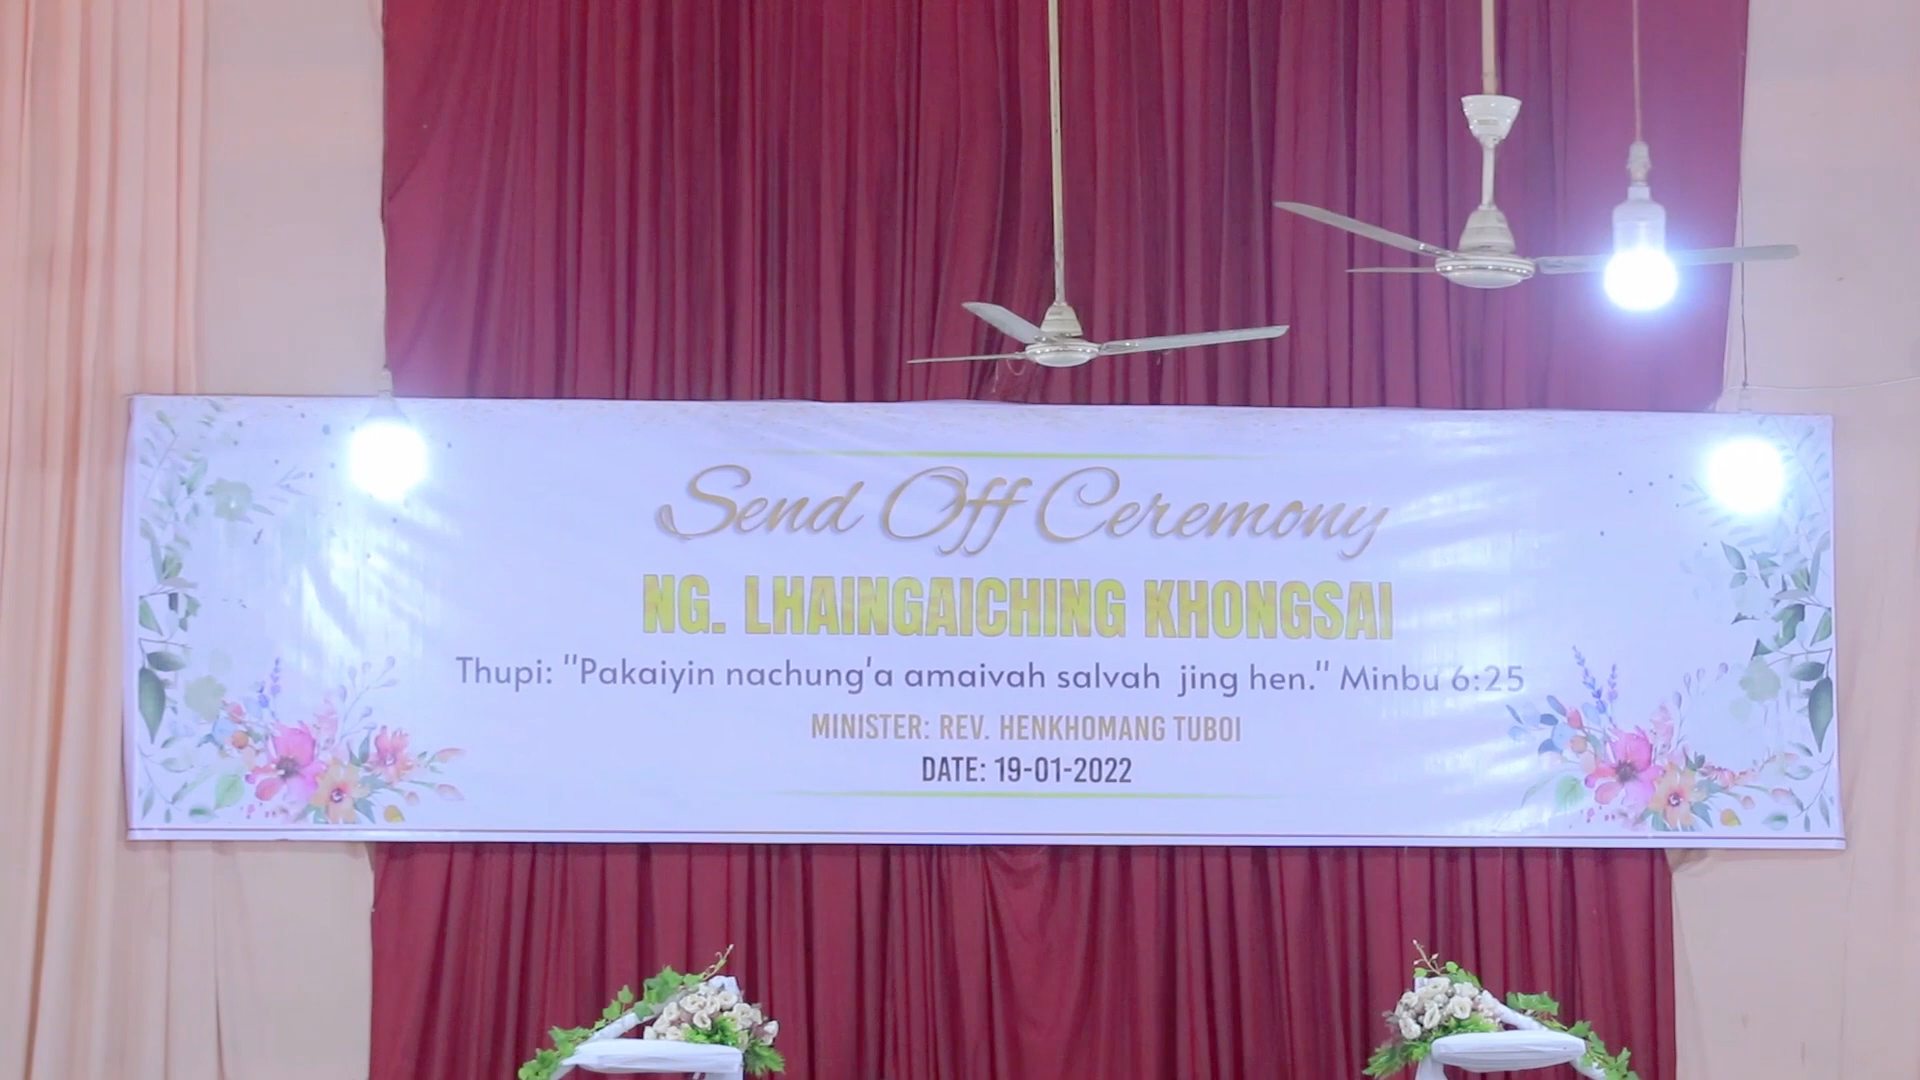 Send Off Ceremony
NG. LHAINGAICHING KHONGSAI
Thupi: "Pakaiyin nachung'a amaivah salvah jing hen." Minbu 6:25
MINISTER: REV. HENKHOMANG TUBOI
DATE: 19-01-2022